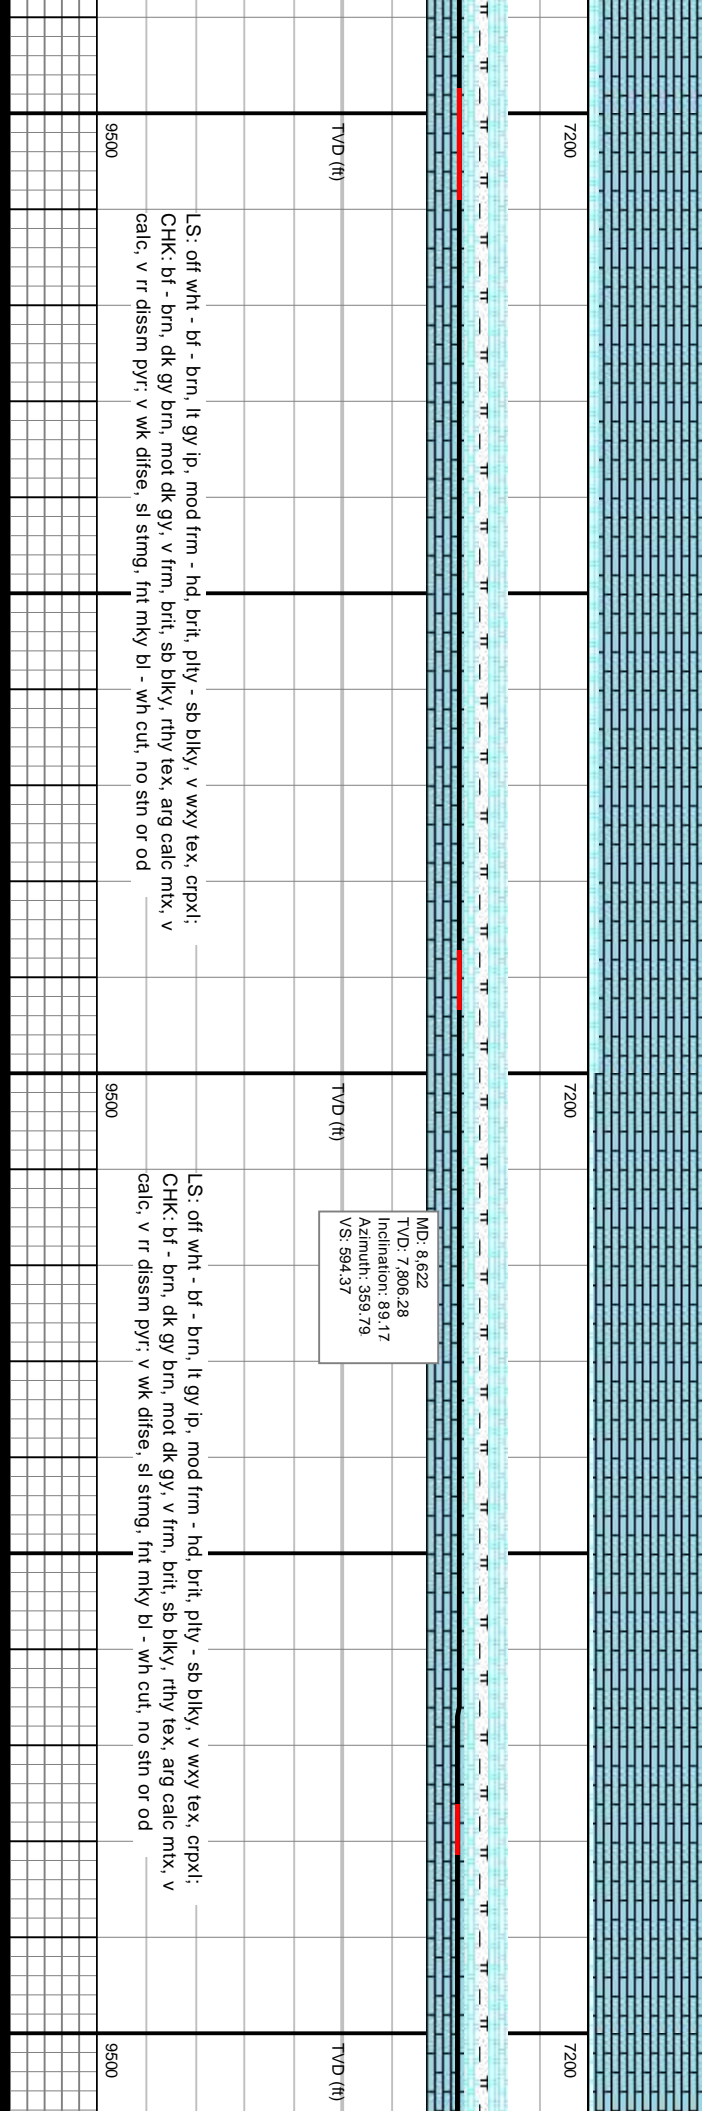 7200
TVD (ft)
9500
LS: off wht - bf - brn, lt gy ip, mod frm - hd, brit, plty - sb blky, v wxy tex, crpxl;
CHK: bf - brn, dk gy brn, mot dk gy, v frm, brit, sb blky, rthy tex, arg calc mtx, v
calc, v rr dissm pyr; v wk difse, sl stmg, fnt mky bl - wh cut, no stn or od
7200
TVD (ft)
9500
MD: 8,622
TVD: 7,806.28
Inclination: 89.17
Azimuth: 359.79
VS: 594.37
LS: off wht - bf - brn, lt gy ip, mod frm - hd, brit, plty - sb blky, v wxy tex, crpxl;
CHK: bf - brn, dk gy brn, mot dk gy, v frm, brit, sb blky, rthy tex, arg calc mtx, v
calc, v rr dissm pyr; v wk difse, sl stmg, fnt mky bl - wh cut, no stn or od
7200
TVD (ft)
9500